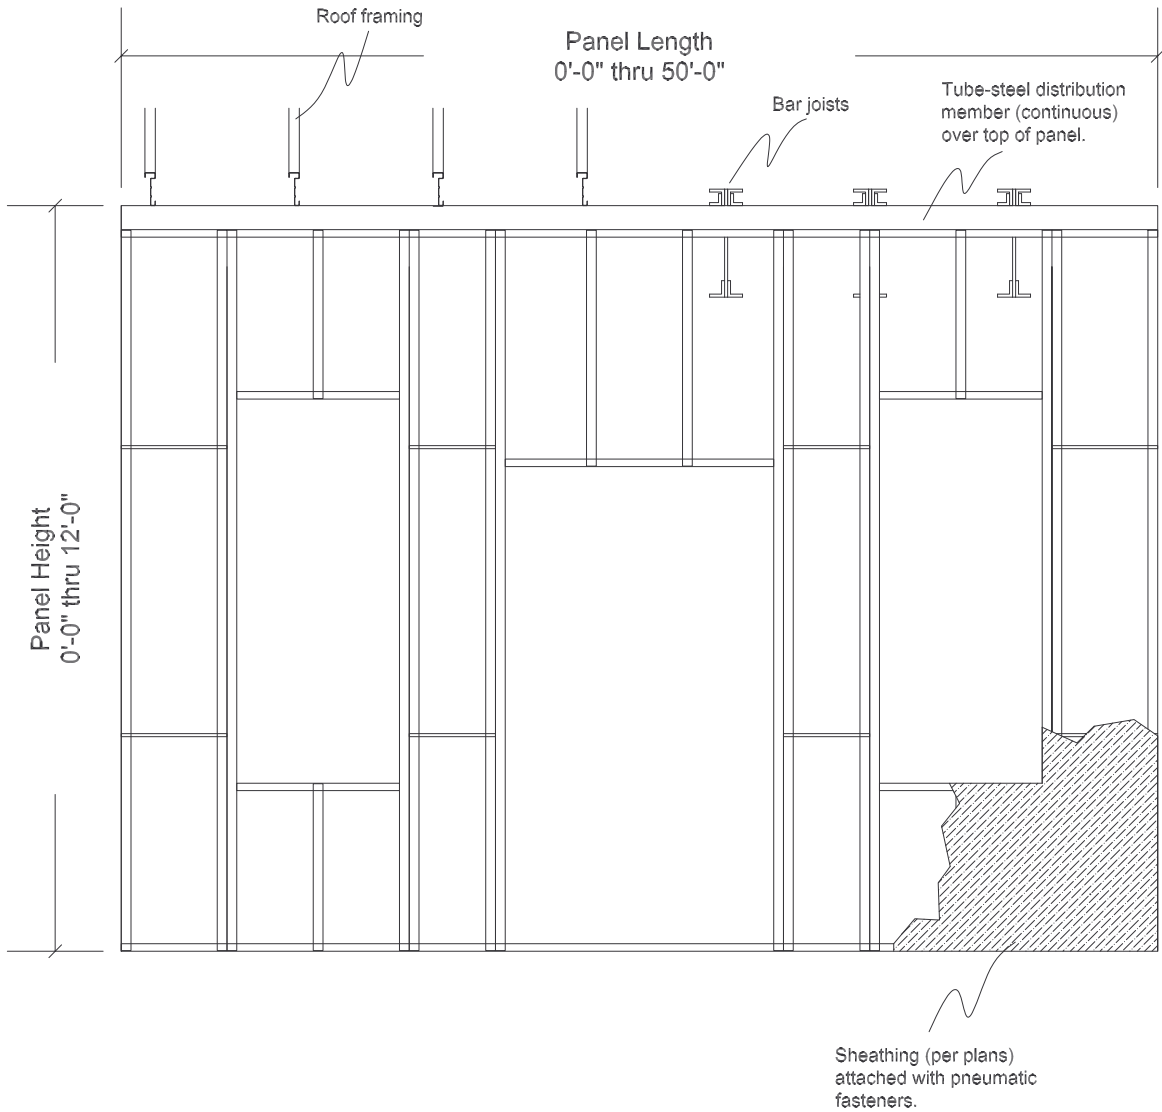 Roof framing
Panel Length
0'-0" thru 50'-0"
Bar joists
Tube-steel distribution
member (continuous)
over top of panel.
Panel Height
0'-0" thru 12'-0"
Sheathing (per plans)
attached with pneumatic
fasteners.